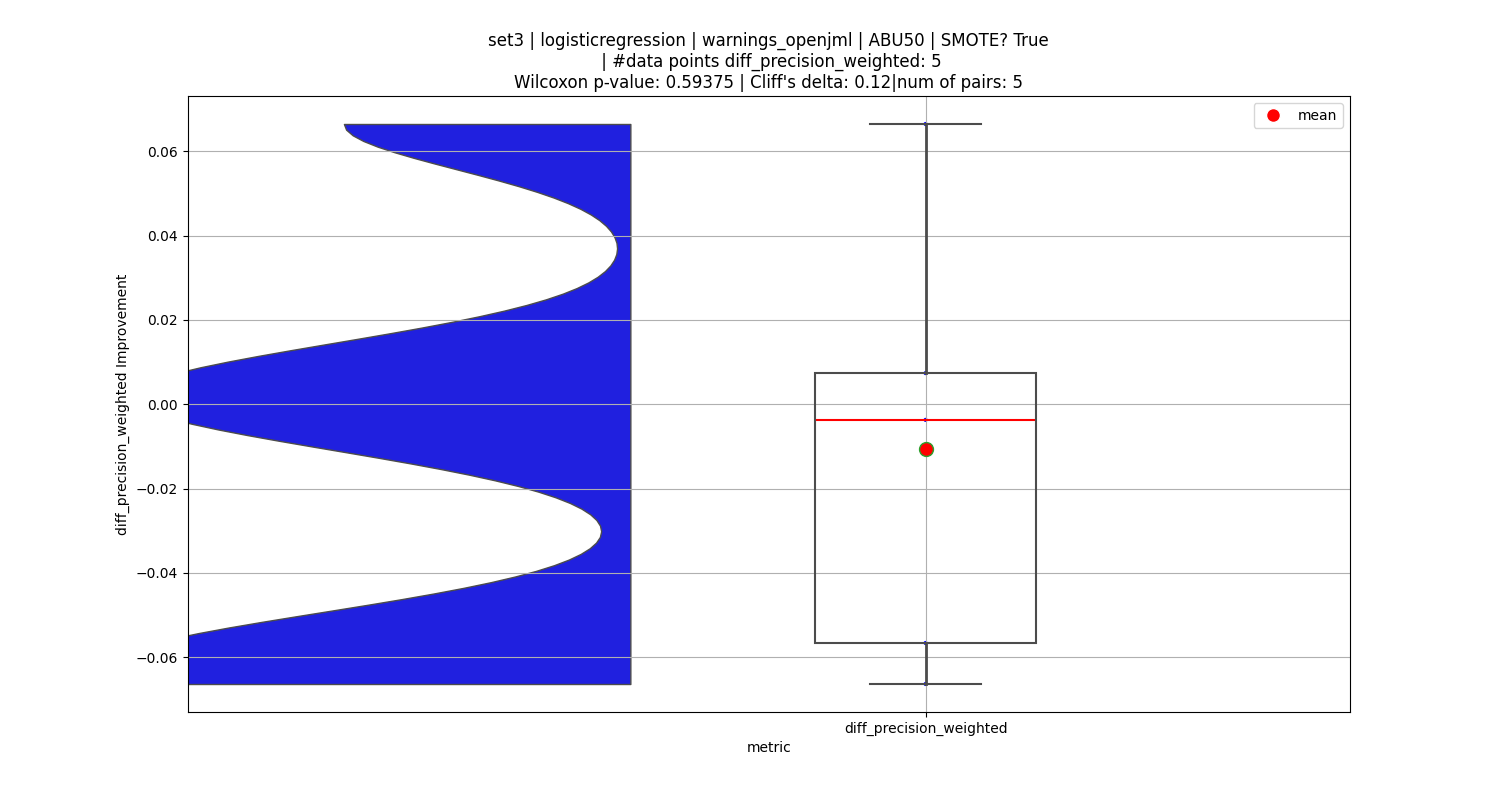 set3 | logisticregression | warnings_openjml | ABU50 | SMOTE? True
| #data points diff_precision_weighted: 5
Wilcoxon p-value: 0.59375 | Cliff's delta: 0.12|num of pairs: 5
mean
0.06
0.04
0.02
0.00
−0.02
−0.04
−0.06
diff_precision_weighted Improvement
diff_precision_weighted
metric